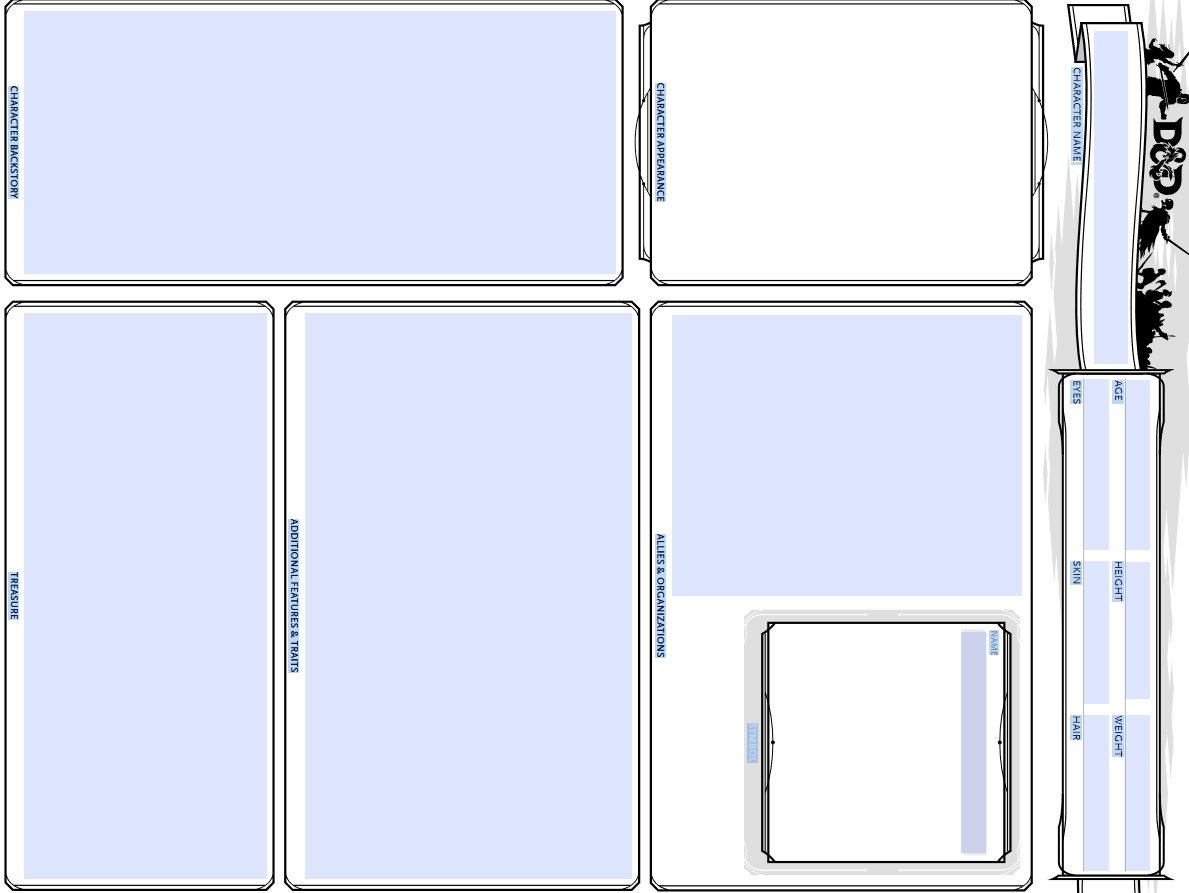 D&D®
CHARACTER NAME
AGE
HEIGHT
WEIGHT
EYES
SKIN
HAIR
CHARACTER APPEARANCE
CHARACTER BACKSTORY
NAME
SYMBOL
ALLIES & ORGANIZATIONS
ADDITIONAL FEATURES & TRAITS
TREASURE